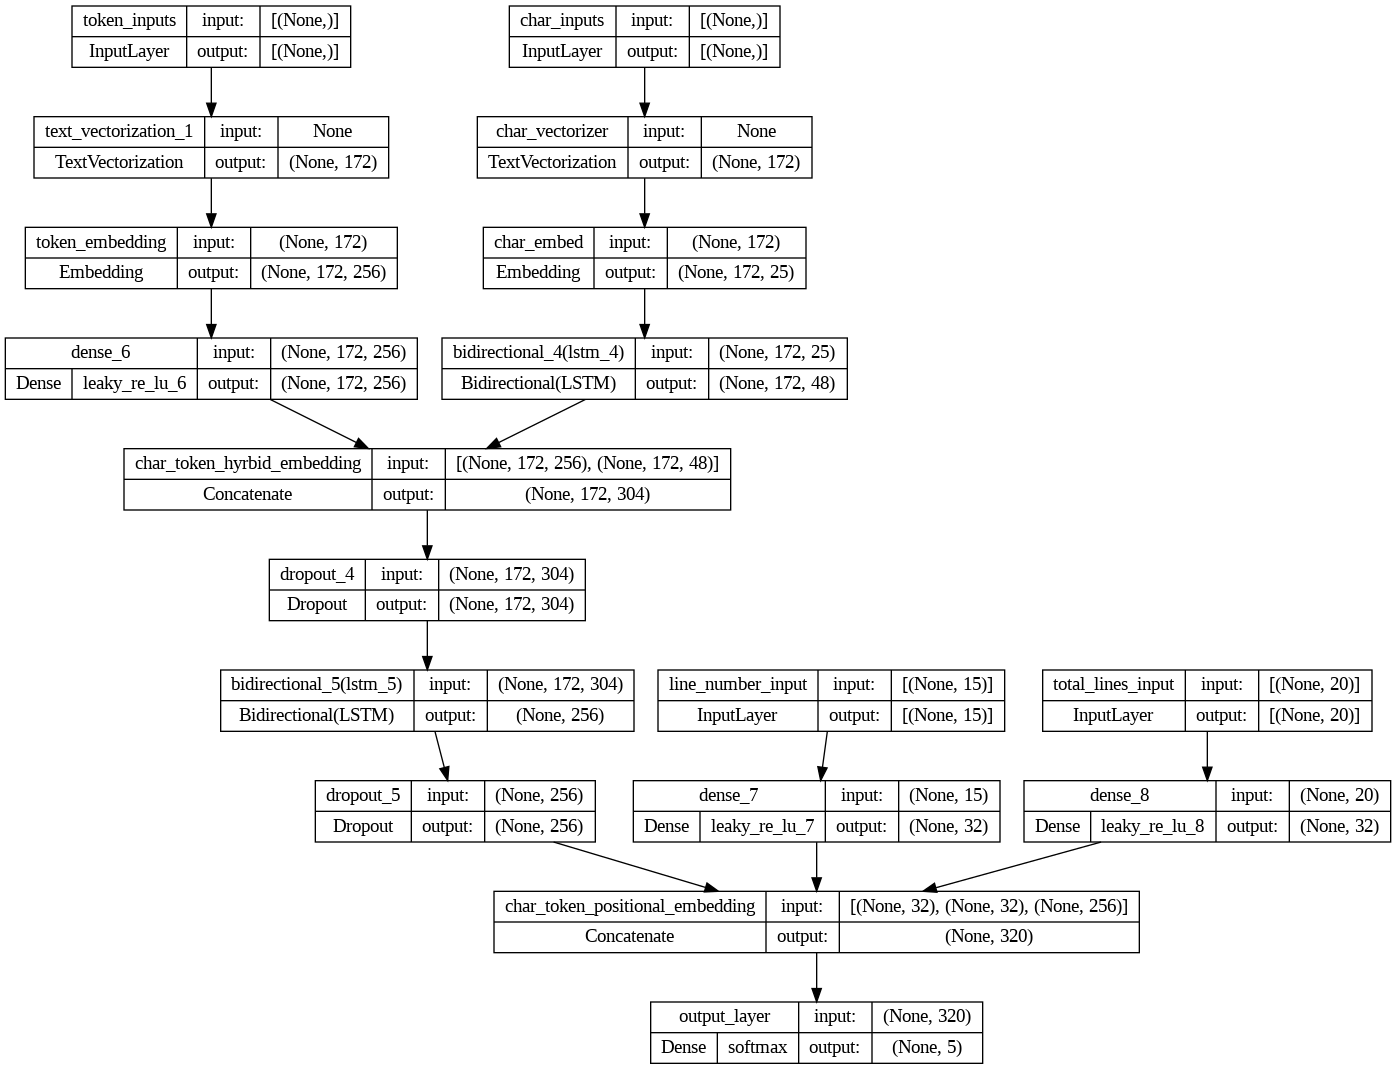 token_inputs input: [(None,)]
InputLayer output: [(None,)]
char_inputs input: [(None,)]
InputLayer output: [(None,)]
text_vectorization_1 input: None
TextVectorization output: (None, 172)
char_vectorizer input: None
TextVectorization output: (None, 172)
token_embedding input: (None, 172)
Embedding output: (None, 172, 256)
char_embed input: (None, 172)
Embedding output: (None, 172, 25)
dense_6 input: (None, 172, 256)
Dense leaky_re_lu_6 output: (None, 172, 256)
bidirectional_4(lstm_4) input: (None, 172, 25)
Bidirectional(LSTM) output: (None, 172, 48)
char_token_hyrbid_embedding input: [(None, 172, 256), (None, 172, 48)]
Concatenate output: (None, 172, 304)
dropout_4 input: (None, 172, 304)
Dropout output: (None, 172, 304)
bidirectional_5(lstm_5) input: (None, 172, 304)
Bidirectional(LSTM) output: (None, 256)
line_number_input input: [(None, 15)]
InputLayer output: [(None, 15)]
total_lines_input input: [(None, 20)]
InputLayer output: [(None, 20)]
dropout_5 input: (None, 256)
Dropout output: (None, 256)
dense_7 input: (None, 15)
Dense leaky_re_lu_7 output: (None, 32)
dense_8 input: (None, 20)
Dense leaky_re_lu_8 output: (None, 32)
char_token_positional_embedding input: [(None, 32), (None, 32), (None, 256)]
Concatenate output: (None, 320)
output_layer input: (None, 320)
Dense softmax output: (None, 5)